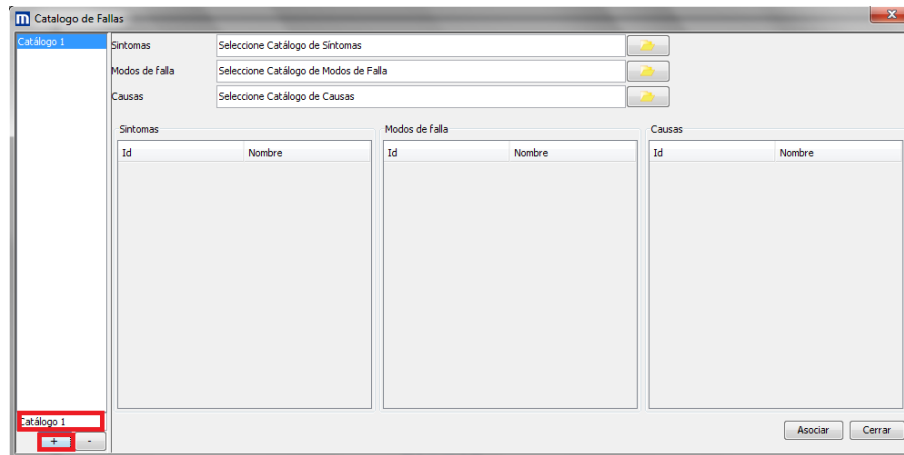 m Catalogo de Fallas
Catálogo 1
Sintomas Seleccione Catálogo de Síntomas
Modos de falla Seleccione Catálogo de Modos de Falla
Causas Seleccione Catálogo de Causas
Sintomas Modos de falla Causas
Id Nombre Id Nombre Id Nombre
Catálogo 1
+ -
Asociar Cerrar